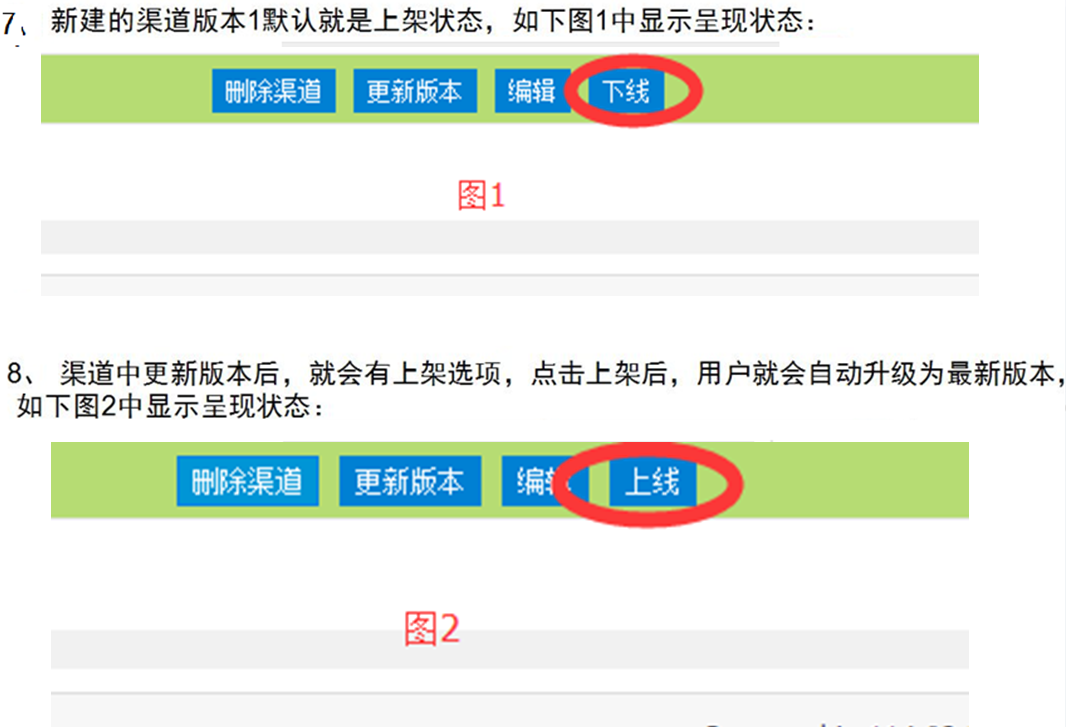 7、 新建的渠道版本1默认就是上架状态，如下图1中显示呈现状态：
删除渠道 更新版本 编辑 下线
图1
8、 渠道中更新版本后，就会有上架选项，点击上架后，用户就会自动升级为最新版本，
如下图2中显示呈现状态：
删除渠道 更新版本 编辑 上线
图2